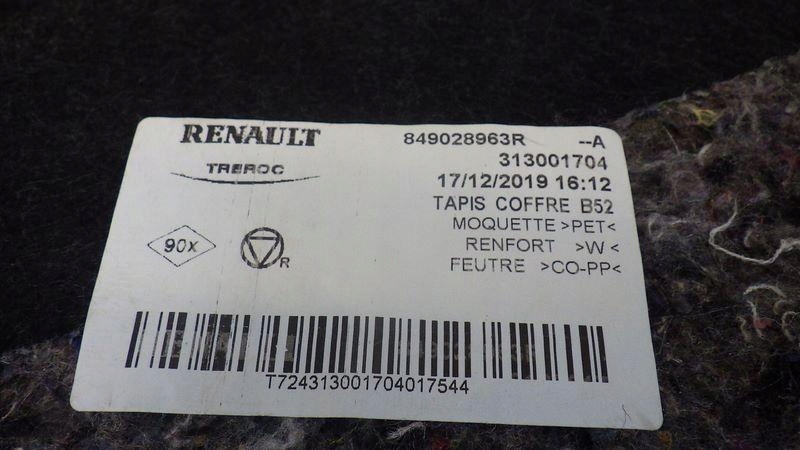 RENAULT 849028963R --A
TREROC 313001704
17/12/2019 16:12
TAPIS COFFRE B52
MOQUETTE >PET<
90x R RENFORT >W<
FEUTRE >CO-PP<
T724313001704017544